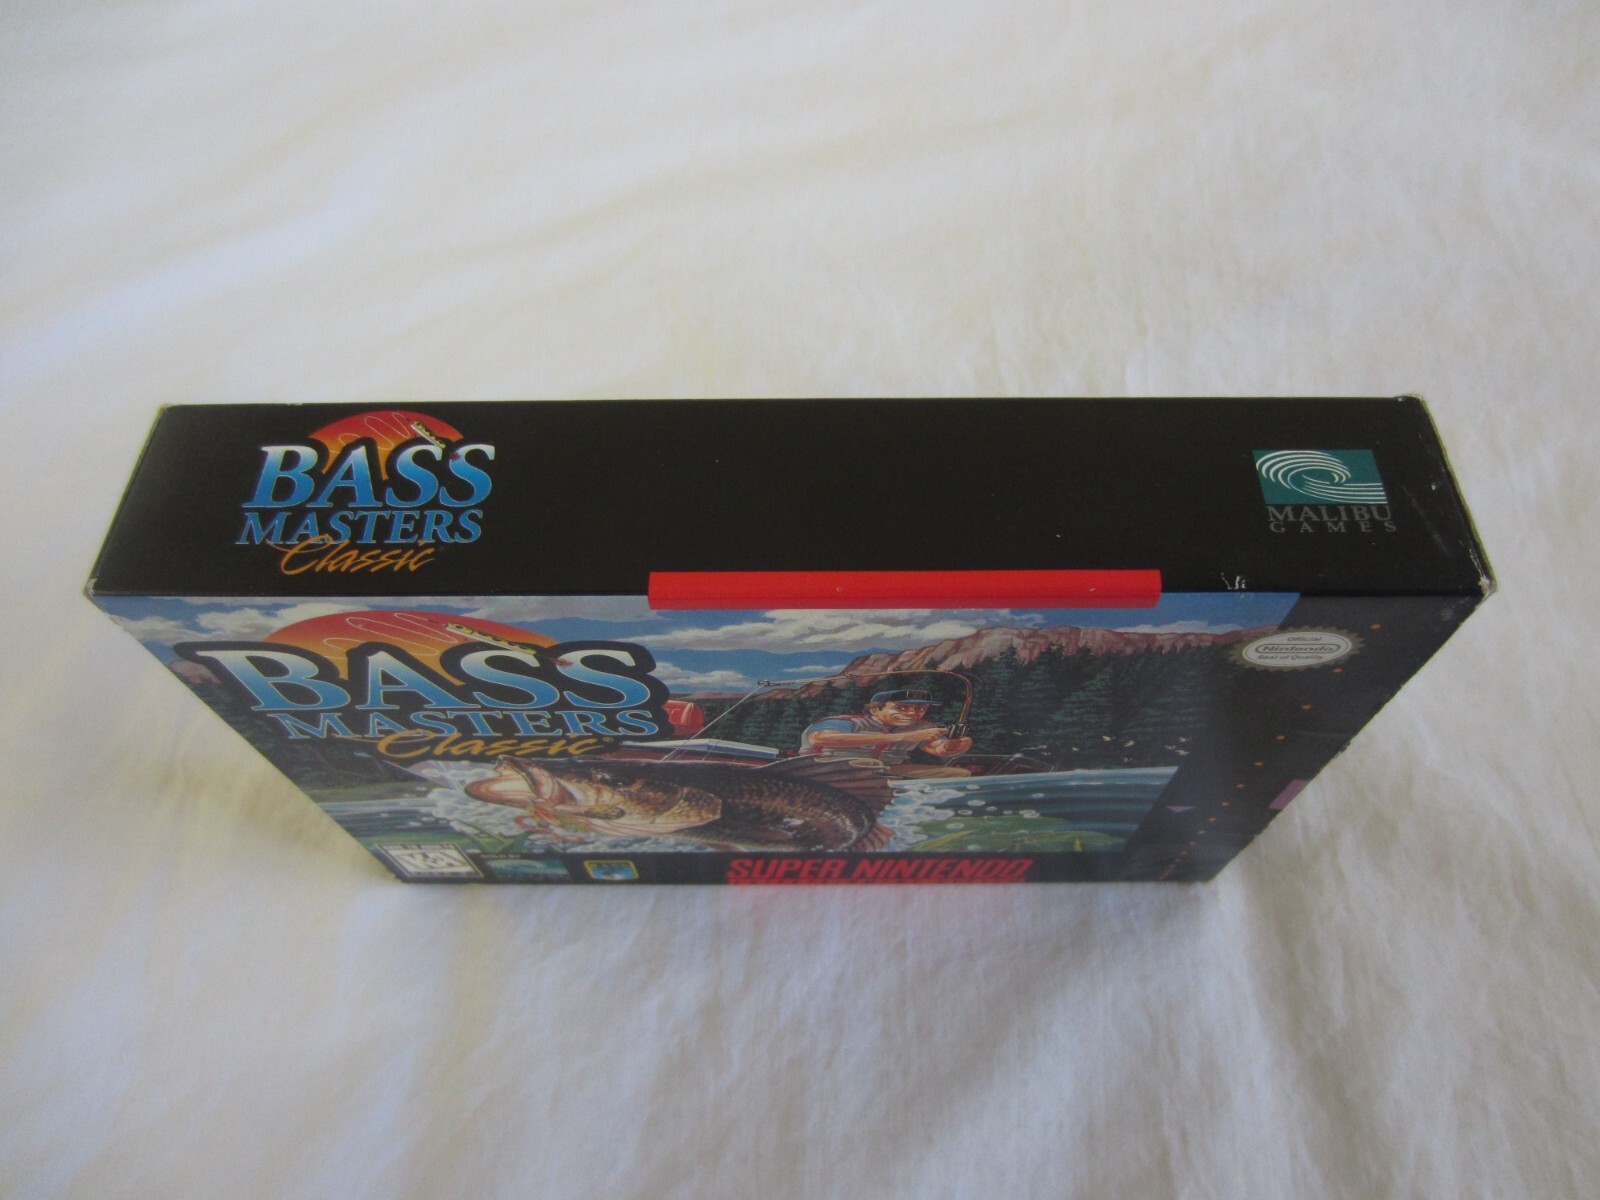 BASS
MASTERS
Classic
MALIBU
GAMES
BASS
MASTERS
Classic
Official
Nintendo
Seal of Quality
K-A
SUPER NINTENDO